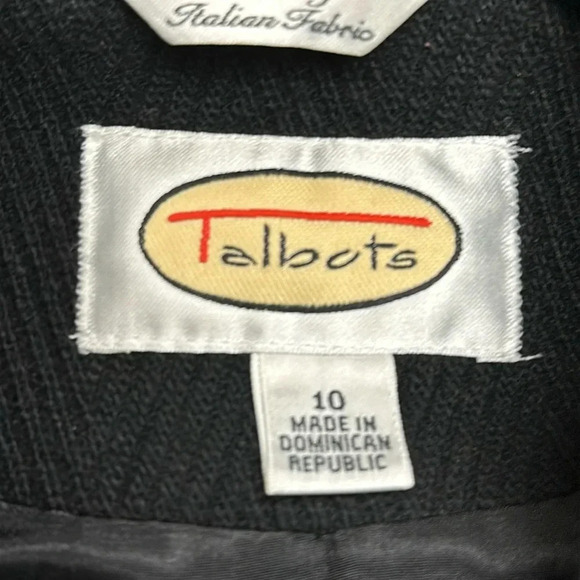 Italian Fabric
Talbots
10
MADE IN
DOMINICAN
REPUBLIC